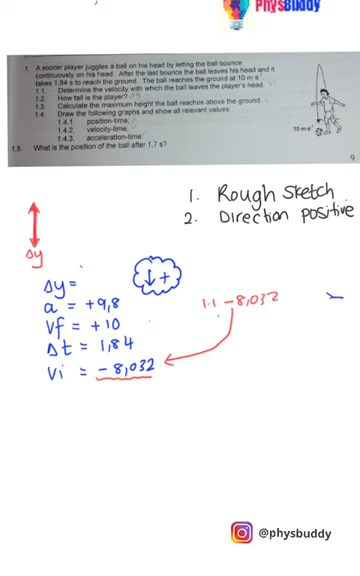 PhysBuddy
1. A soccer player juggles a ball on his head by letting the ball bounce
continuously on his head. After the last bounce the ball leaves his head and it
takes 1.84 s to reach the ground. The ball reaches the ground at 10 m·s⁻¹
1.1 Determine the velocity with which the ball leaves the player's head.
1.2. How tall is the player?
1.3. Calculate the maximum height the ball reaches above the ground.
1.4. Draw the following graphs and show all relevant values.
1.4.1. position-time,
1.4.2. velocity-time,
1.4.3. acceleration-time.
1.5. What is the position of the ball after 1.7 s?
10 m·s⁻¹
9
1. Rough sketch
2. Direction positive
Δy
Δy =
↓ +
a = +9,8
Vf = +10
Δt = 1,84
Vi = -8,032
1.1 -8,032
@physbuddy